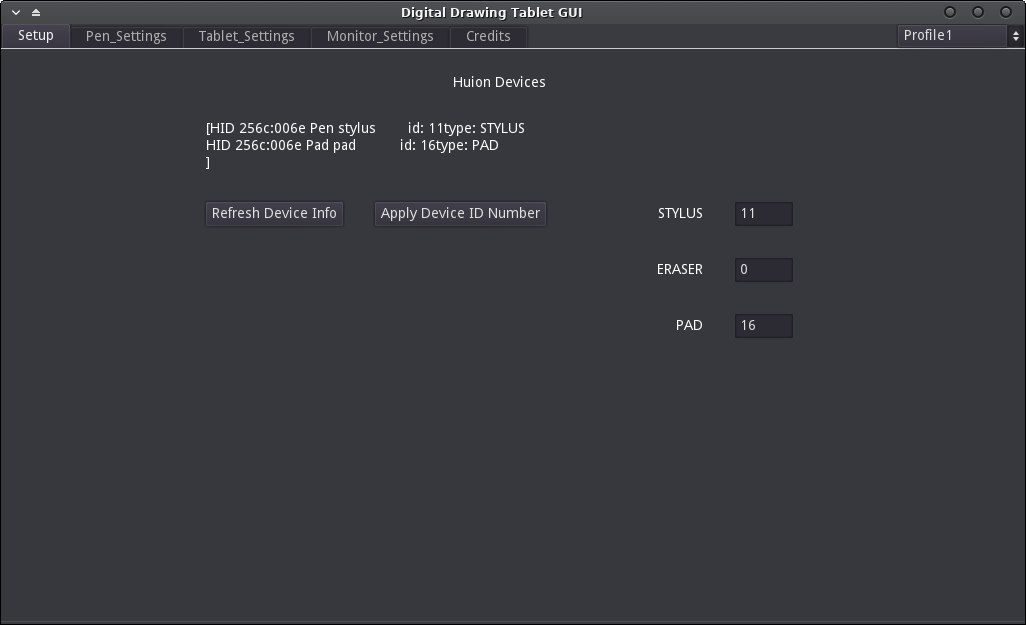 Digital Drawing Tablet GUI
Setup Pen_Settings Tablet_Settings Monitor_Settings Credits Profile1
Huion Devices
[HID 256c:006e Pen stylus id: 11type: STYLUS
HID 256c:006e Pad pad id: 16type: PAD
]
Refresh Device Info Apply Device ID Number STYLUS 11
ERASER 0
PAD 16